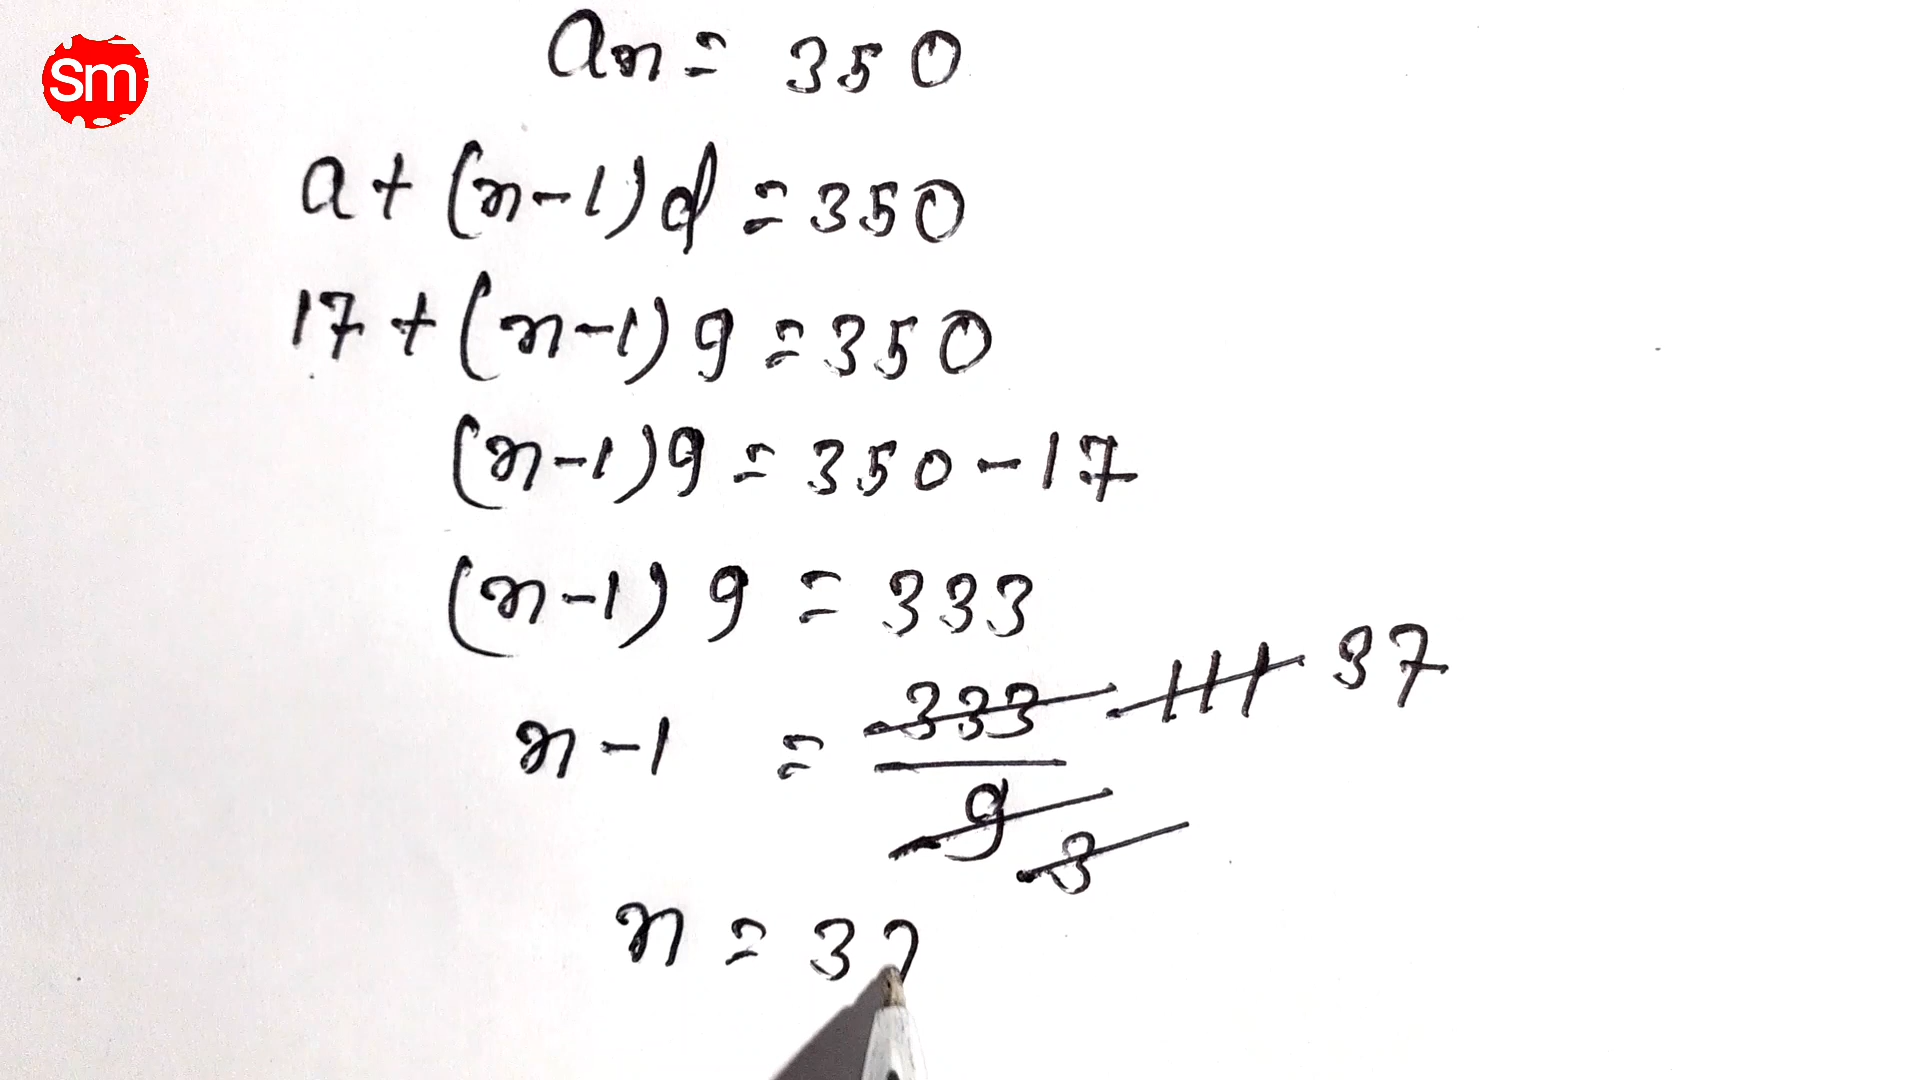 Sm
an = 350
a + (n-1)d = 350
17 + (n-1) 9 = 350
(n-1)9 = 350 - 17
(n-1) 9 = 333
n-1 = 333/9 111 37
3
n = 37